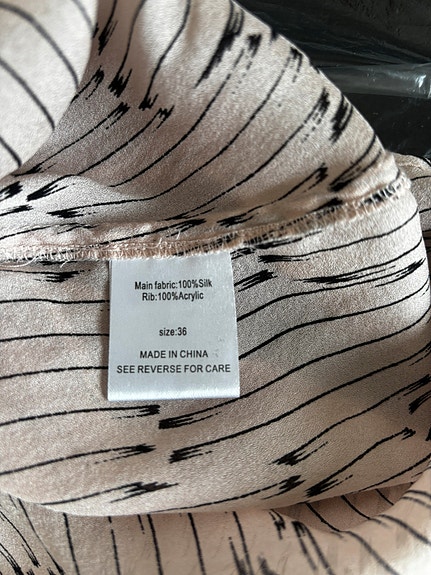 Main fabric:100%Silk
Rib:100%Acrylic
size:36
MADE IN CHINA
SEE REVERSE FOR CARE